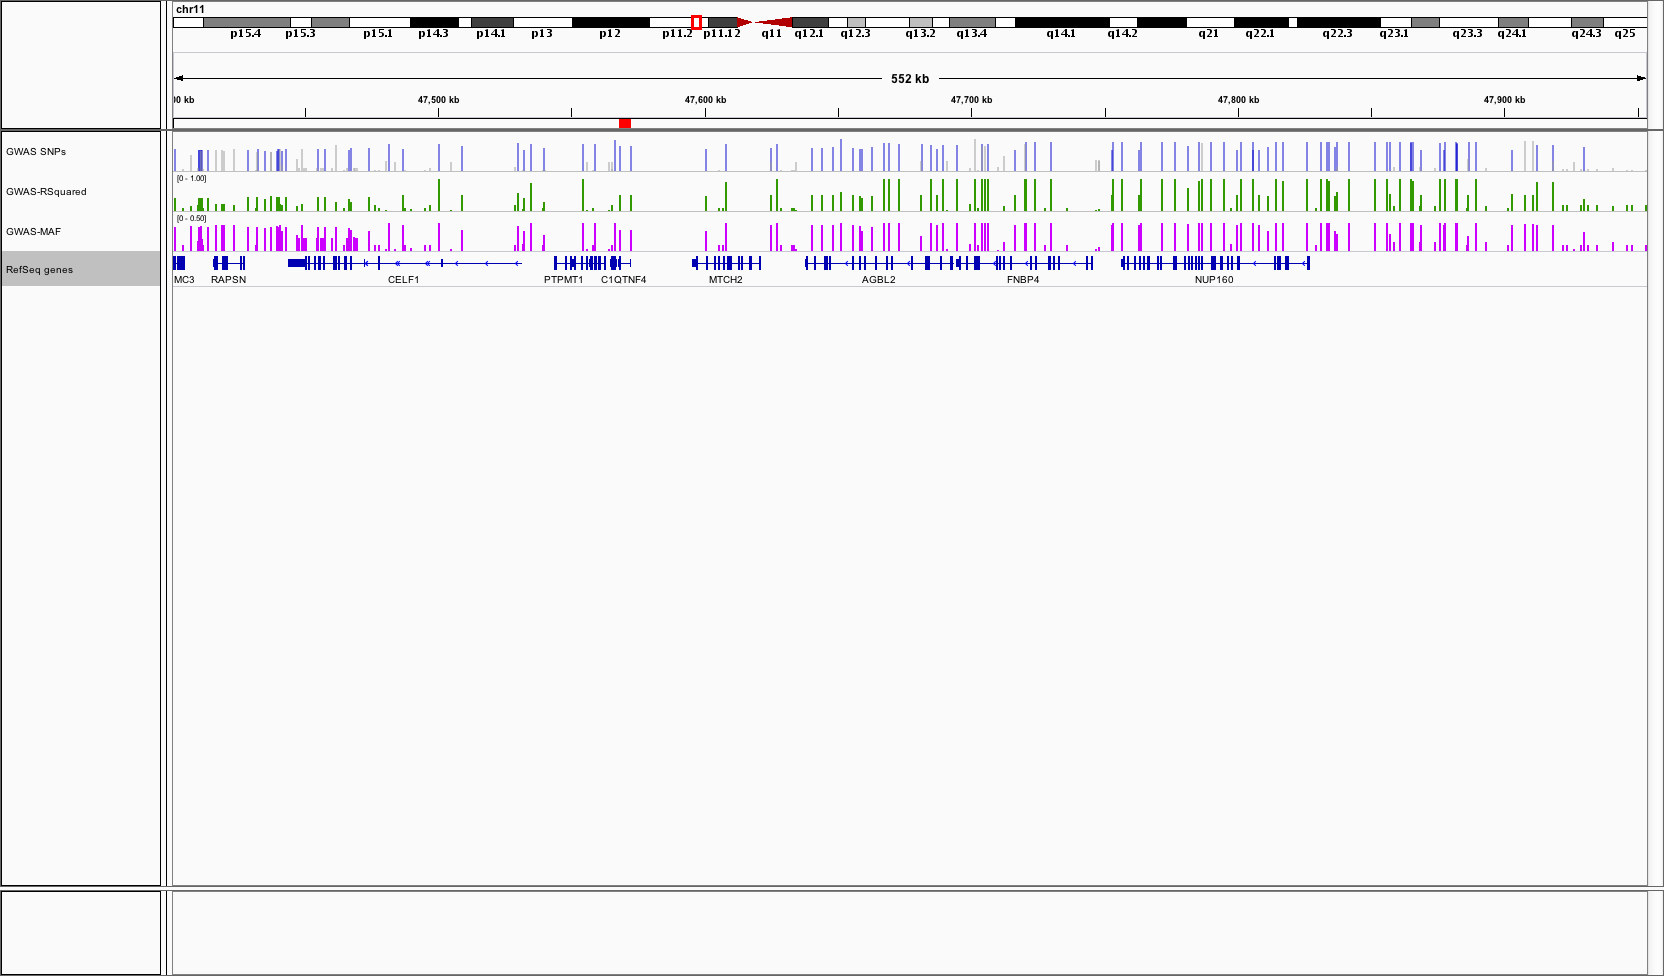 chr11
p15.4 p15.3 p15.1 p14.3 p14.1 p13 p12 p11.2 p11.12 q11 q12.1 q12.3 q13.2 q13.4 q14.1 q14.2 q21 q22.1 q22.3 q23.1 q23.3 q24.1 q24.3 q25
552 kb
00 kb 47,500 kb 47,600 kb 47,700 kb 47,800 kb 47,900 kb
GWAS SNPs
[0 - 1.00]
GWAS-RSquared
[0 - 0.50]
GWAS-MAF
RefSeq genes
MC3 RAPSN CELF1 PTPMT1 C1QTNF4 MTCH2 AGBL2 FNBP4 NUP160